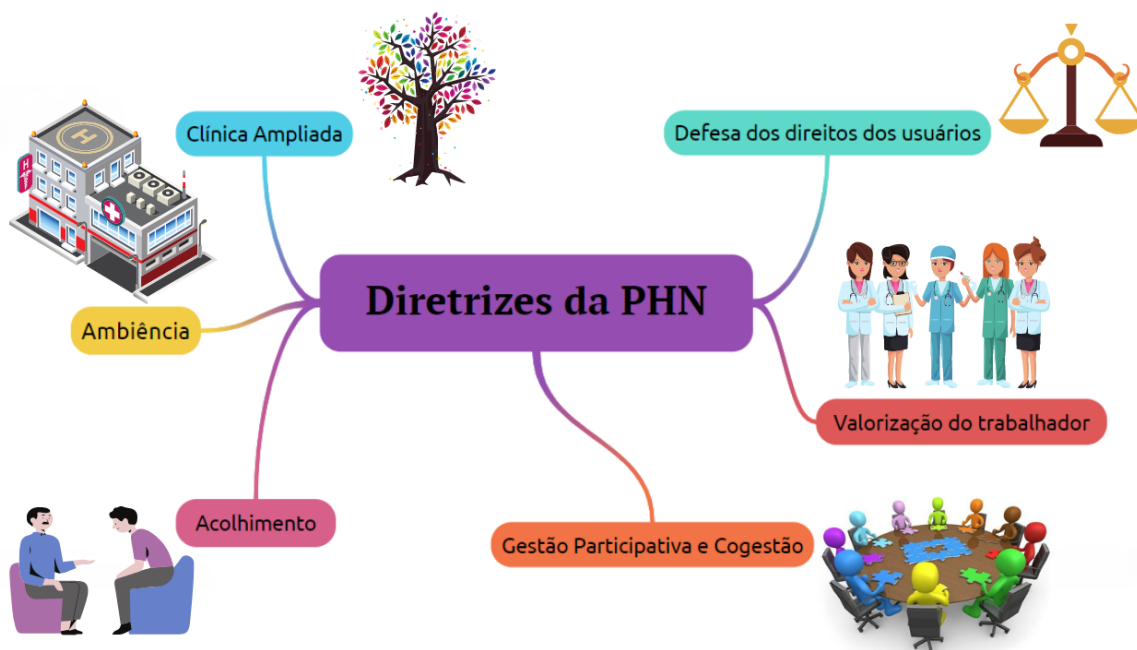 Clínica Ampliada
Defesa dos direitos dos usuários
Diretrizes da PHN
Ambiência
Valorização do trabalhador
Acolhimento
Gestão Participativa e Cogestão
H
H